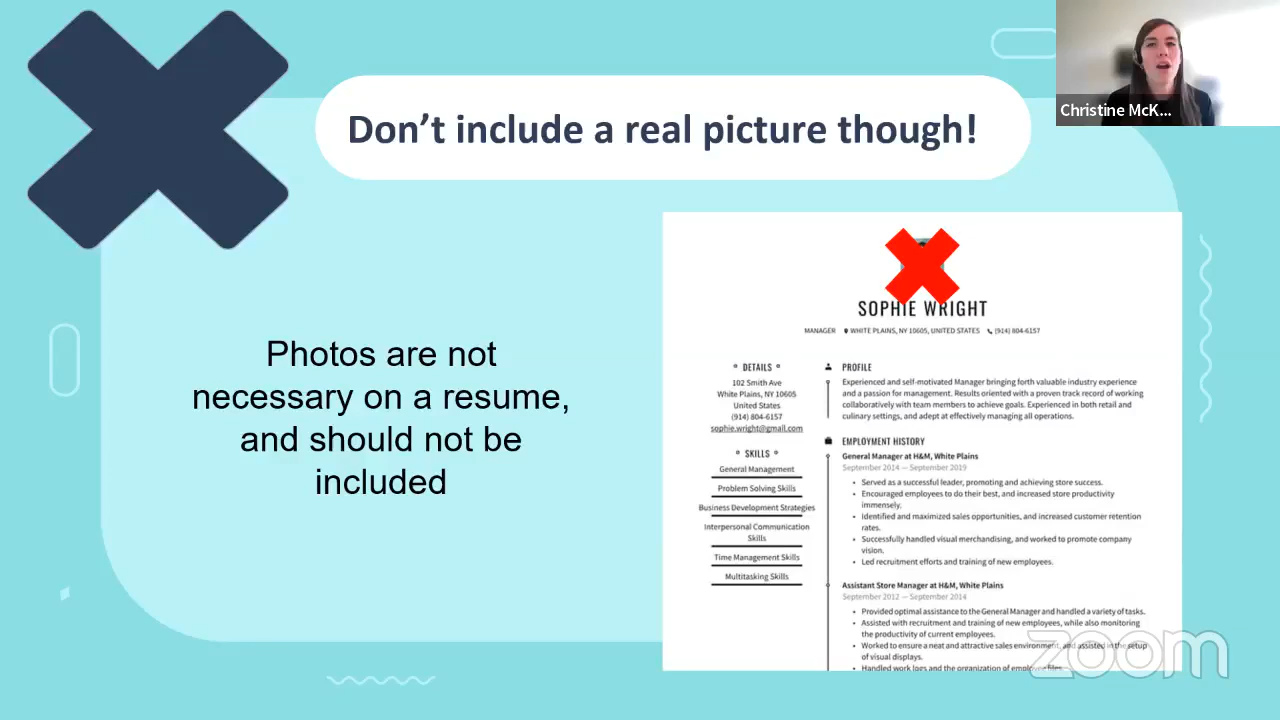 Don't include a real picture though!
Christine McK...
Photos are not
necessary on a resume,
and should not be
included
SOPHIE WRIGHT
MANAGER WHITE PLAINS, NY 10605, UNITED STATES (914) 804-6157
DETAILS
102 Smith Ave
White Plains, NY 10605
United States
(914) 804-6157
sophie.wright@gmail.com
SKILLS
General Management
Problem Solving Skills
Business Development Strategies
Interpersonal Communication
Skills
Time Management Skills
Multitasking Skills
PROFILE
Experienced and self-motivated Manager bringing forth valuable industry experience
and a passion for management. Results oriented with a proven track record of working
collaboratively with team members to achieve goals. Experienced in both retail and
culinary settings, and adept at effectively managing all operations.
EMPLOYMENT HISTORY
General Manager at H&M, White Plains
September 2014 — September 2019
• Served as a successful leader, promoting and achieving store success.
• Encouraged employees to do their best, and increased store productivity
immensely.
• Identified and maximized sales opportunities, and increased customer retention
rates.
• Successfully handled visual merchandising, and worked to promote company
vision.
• Led recruitment efforts and training of new employees.
Assistant Store Manager at H&M, White Plains
September 2012 — September 2014
• Provided optimal assistance to the General Manager and handled a variety of tasks.
• Assisted with recruitment and training of new employees, while also monitoring
the productivity of current employees.
• Worked to ensure a neat and attractive sales environment, and assisted in the setup
of visual displays.
• Handled work logs and the organization of employee files.
zoom